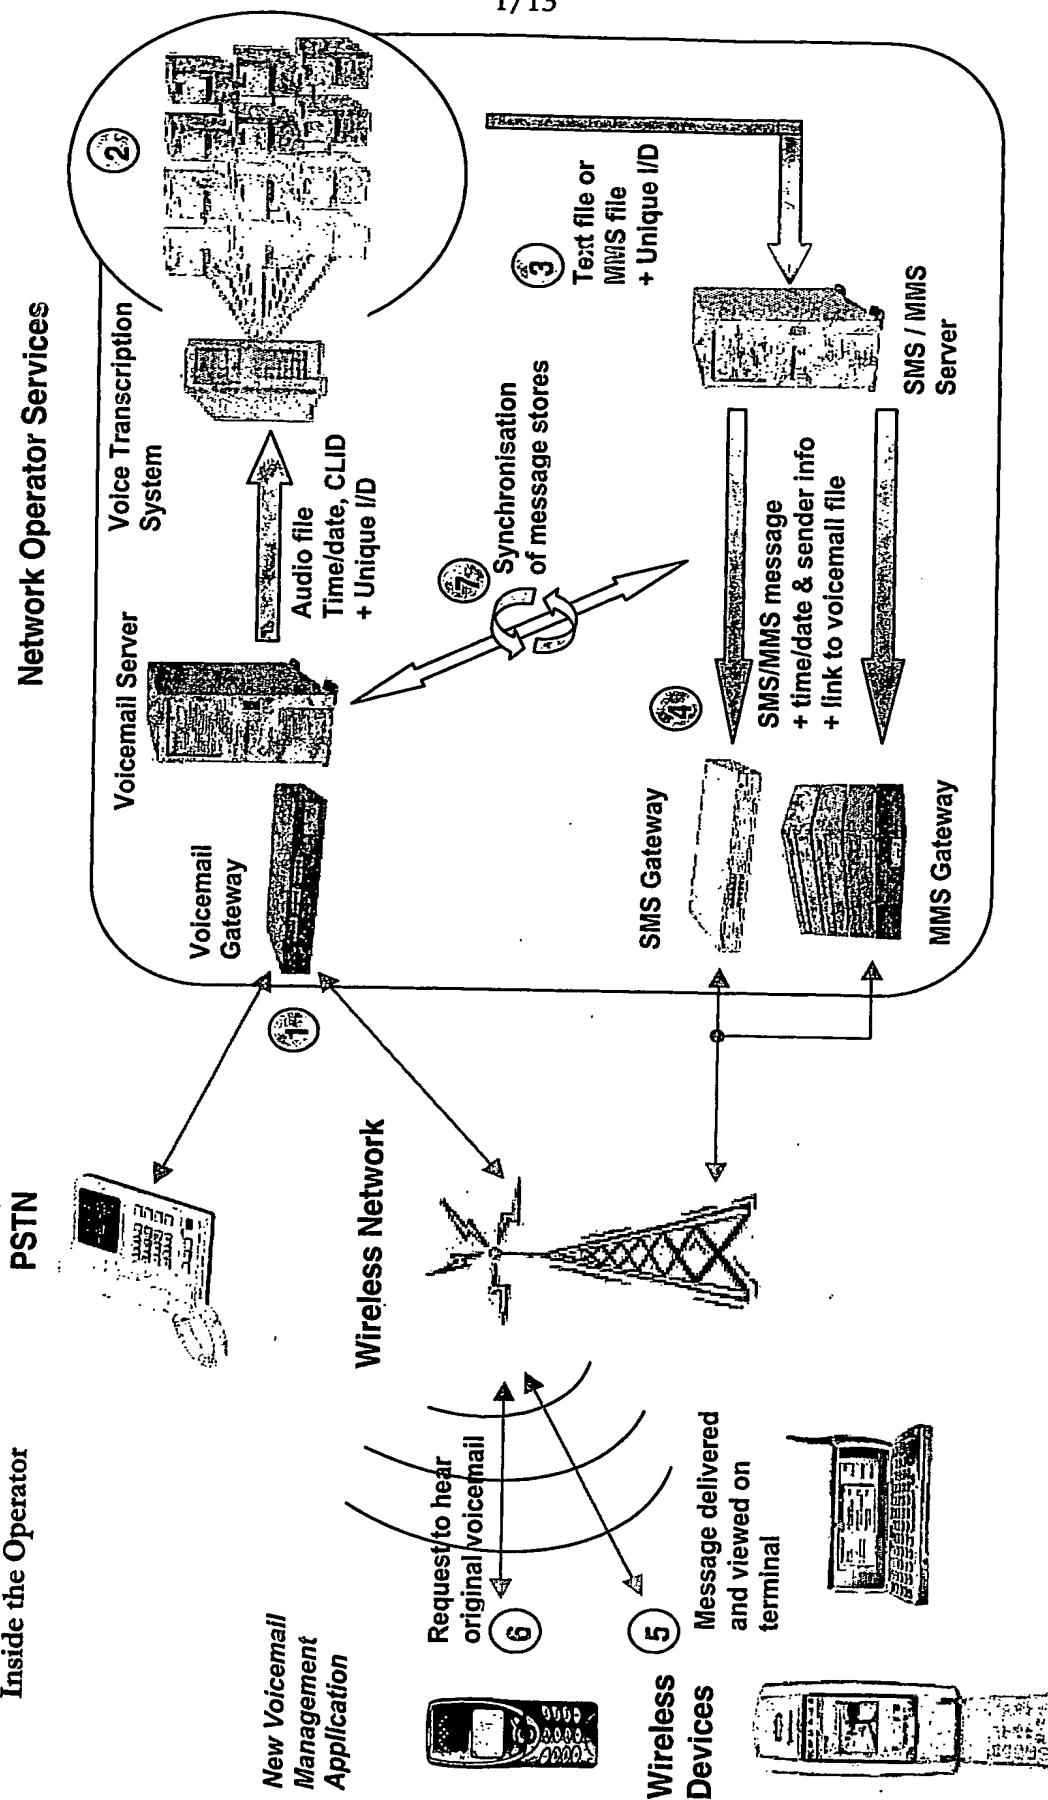 1/13
Inside the Operator
PSTN
Network Operator Services
New Voicemail
Management
Application
Voicemail
Gateway
Voicemail Server
Voice Transcription
System
1
2
Audio file
Time/date, CLID
+ Unique I/D
3
Text file or
MMS file
+ Unique I/D
7
Synchronisation
of message stores
Wireless Network
Request to hear
original voicemail
6
5
Message delivered
and viewed on
terminal
Wireless
Devices
SMS Gateway
MMS Gateway
4
SMS/MMS message
+ time/date & sender info
+ link to voicemail file
SMS / MMS
Server